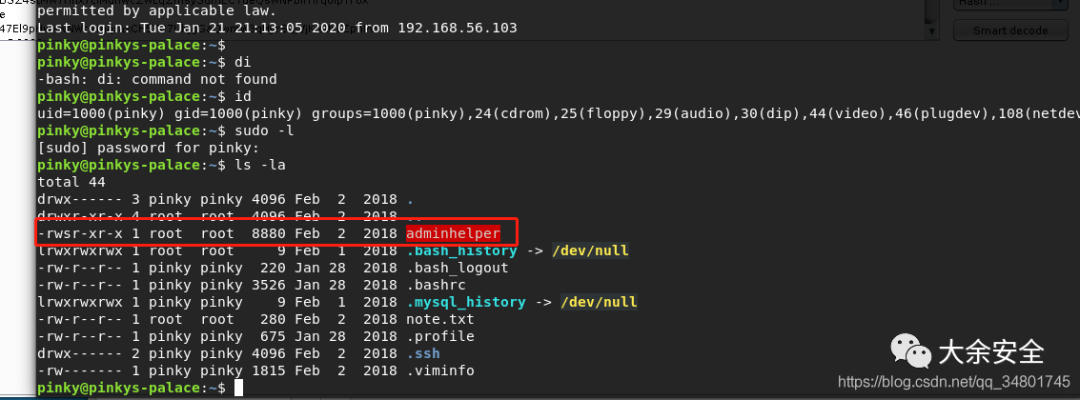 permitted by applicable law.
Last login: Tue Jan 21 21:13:05 2020 from 192.168.56.103
pinky@pinkys-palace:~$
pinky@pinkys-palace:~$ di
-bash: di: command not found
pinky@pinkys-palace:~$ id
uid=1000(pinky) gid=1000(pinky) groups=1000(pinky),24(cdrom),25(floppy),29(audio),30(dip),44(video),46(plugdev),108(netdev
pinky@pinkys-palace:~$ sudo -l
[sudo] password for pinky:
pinky@pinkys-palace:~$ ls -la
total 44
drwx------ 3 pinky pinky 4096 Feb  2  2018 .
drwxr-xr-x 4 root  root  4096 Feb  2  2018 ..
-rwsr-xr-x 1 root  root  8880 Feb  2  2018 adminhelper
lrwxrwxrwx 1 root  root     9 Feb  1  2018 .bash_history -> /dev/null
-rw-r--r-- 1 pinky pinky  220 Jan 28  2018 .bash_logout
-rw-r--r-- 1 pinky pinky 3526 Jan 28  2018 .bashrc
lrwxrwxrwx 1 pinky pinky    9 Feb  1  2018 .mysql_history -> /dev/null
-rw-r--r-- 1 root  root   280 Feb  2  2018 note.txt
-rw-r--r-- 1 pinky pinky  675 Jan 28  2018 .profile
drwx------ 2 pinky pinky 4096 Feb  2  2018 .ssh
-rw------- 1 pinky pinky 1815 Feb  2  2018 .viminfo
pinky@pinkys-palace:~$
Hash ...
Smart decode
大余安全
https://blog.csdn.net/qq_34801745